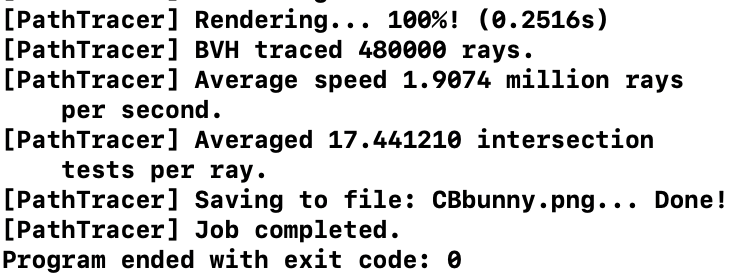 [PathTracer] Rendering... 100%! (0.2516s)
[PathTracer] BVH traced 480000 rays.
[PathTracer] Average speed 1.9074 million rays
per second.
[PathTracer] Averaged 17.441210 intersection
tests per ray.
[PathTracer] Saving to file: CBbunny.png... Done!
[PathTracer] Job completed.
Program ended with exit code: 0